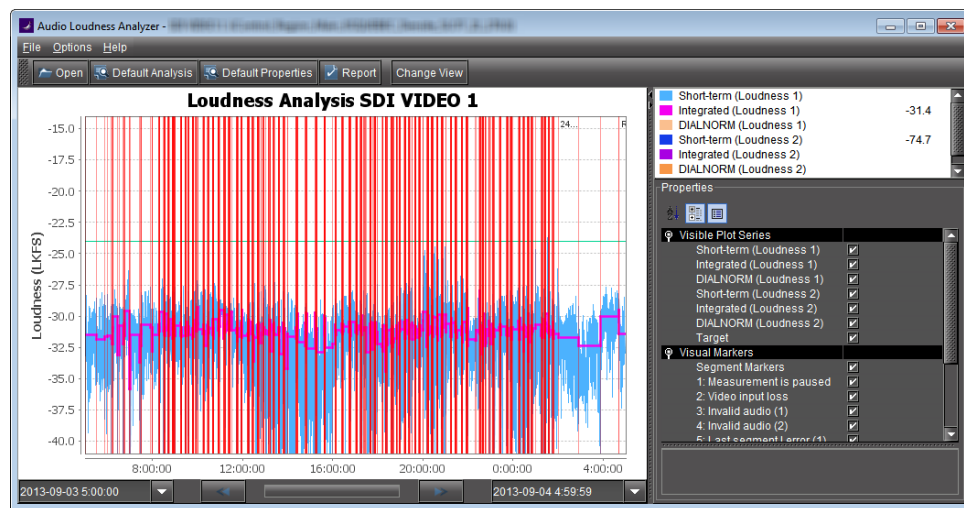 Audio Loudness Analyzer -
File Options Help
Open Default Analysis Default Properties Report Change View
Loudness Analysis SDI VIDEO 1
24...
R
Loudness (LKFS)
-15.0
-17.5
-20.0
-22.5
-25.0
-27.5
-30.0
-32.5
-35.0
-37.5
-40.0
8:00:00 12:00:00 16:00:00 20:00:00 0:00:00 4:00:00
2013-09-03 5:00:00
2013-09-04 4:59:59
Short-term (Loudness 1)
Integrated (Loudness 1) -31.4
DIALNORM (Loudness 1)
Short-term (Loudness 2) -74.7
Integrated (Loudness 2)
DIALNORM (Loudness 2)
Properties
Visible Plot Series
Short-term (Loudness 1)
Integrated (Loudness 1)
DIALNORM (Loudness 1)
Short-term (Loudness 2)
Integrated (Loudness 2)
DIALNORM (Loudness 2)
Target
Visual Markers
Segment Markers
1: Measurement is paused
2: Video input loss
3: Invalid audio (1)
4: Invalid audio (2)
5: Last segment I error (1)